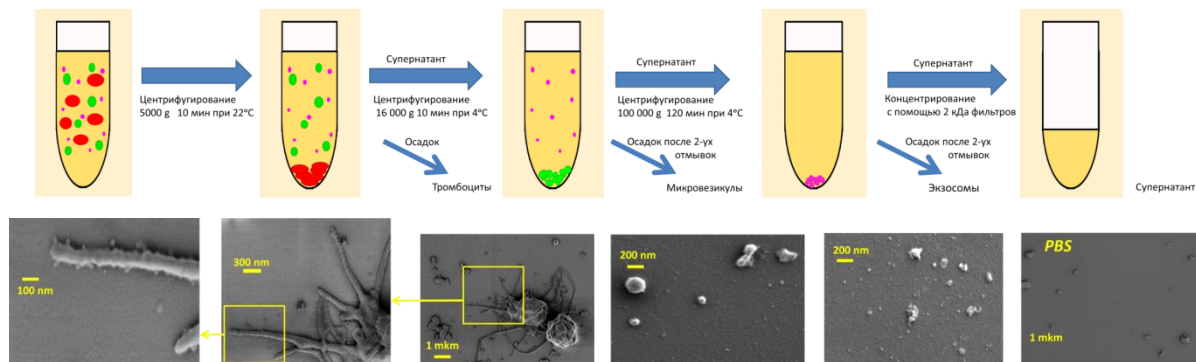 Центрифугирование
5000 g 10 мин при 22°C
Супернатант
Центрифугирование
16 000 g 10 мин при 4°C
Осадок
Тромбоциты
Супернатант
Центрифугирование
100 000 g 120 мин при 4°C
Осадок после 2-ух
отмывок
Микровезикулы
Супернатант
Концентрирование
с помощью 2 кДа фильтров
Осадок после 2-ух
отмывок
Экзосомы
Супернатант
100 nm
300 nm
1 mkm
200 nm
200 nm
PBS
1 mkm